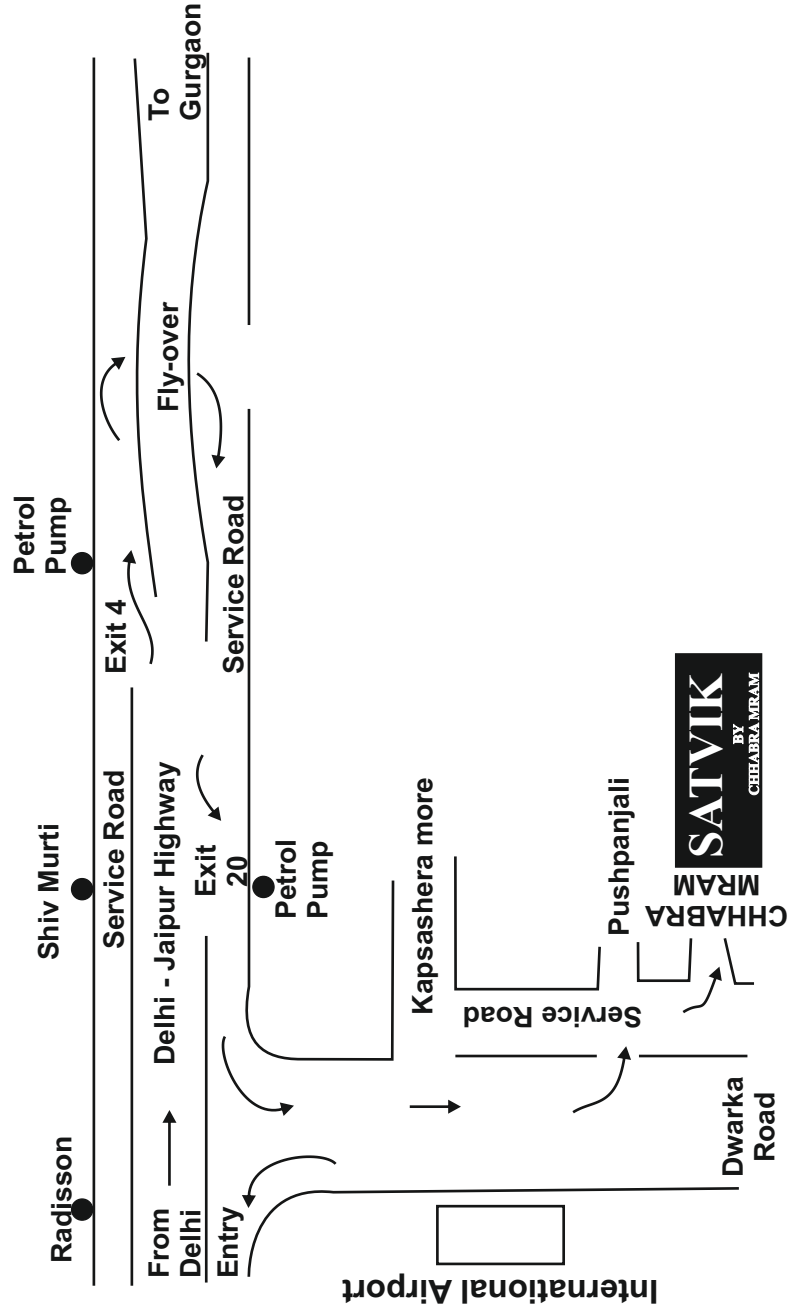 Radisson
Shiv Murti
Petrol
Pump
Service Road
Exit 4
From
Delhi
Delhi - Jaipur Highway
Fly-over
To
Gurgaon
Entry
Exit
20
Service Road
Petrol
Pump
International Airport
Kapsashera more
Service Road
Pushpanjali
Dwarka
Road
CHHABRA
MRAM
SATVIK
BY
CHHABRAMRAM